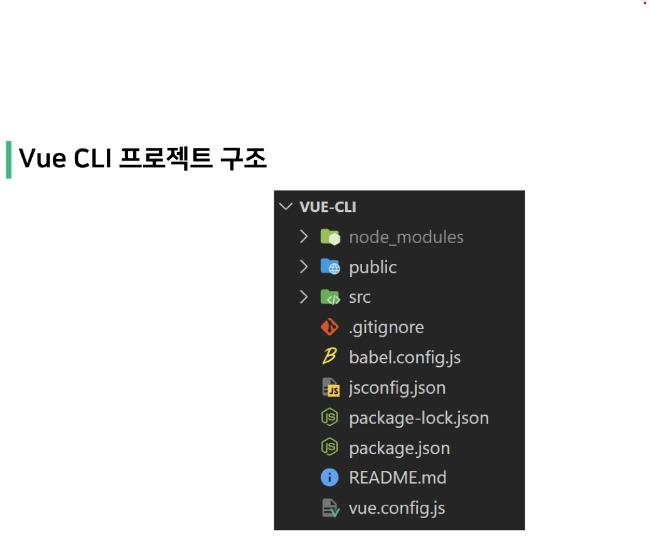 Vue CLI 프로젝트 구조
VUE-CLI
node_modules
public
src
.gitignore
babel.config.js
jsconfig.json
package-lock.json
package.json
README.md
vue.config.js